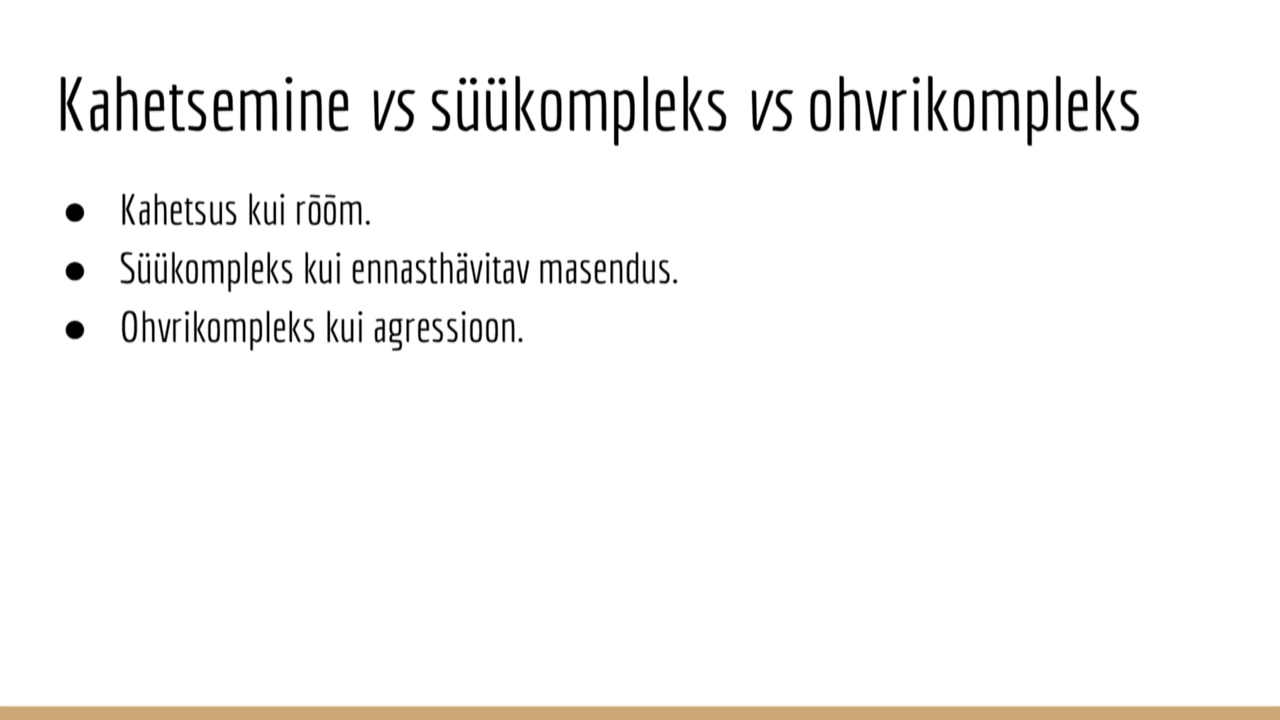 Kahetsemine vs süükompleks vs ohvrikompleks
● Kahetsus kui rõõm.
● Süükompleks kui ennasthävitav masendus.
● Ohvrikompleks kui agressioon.